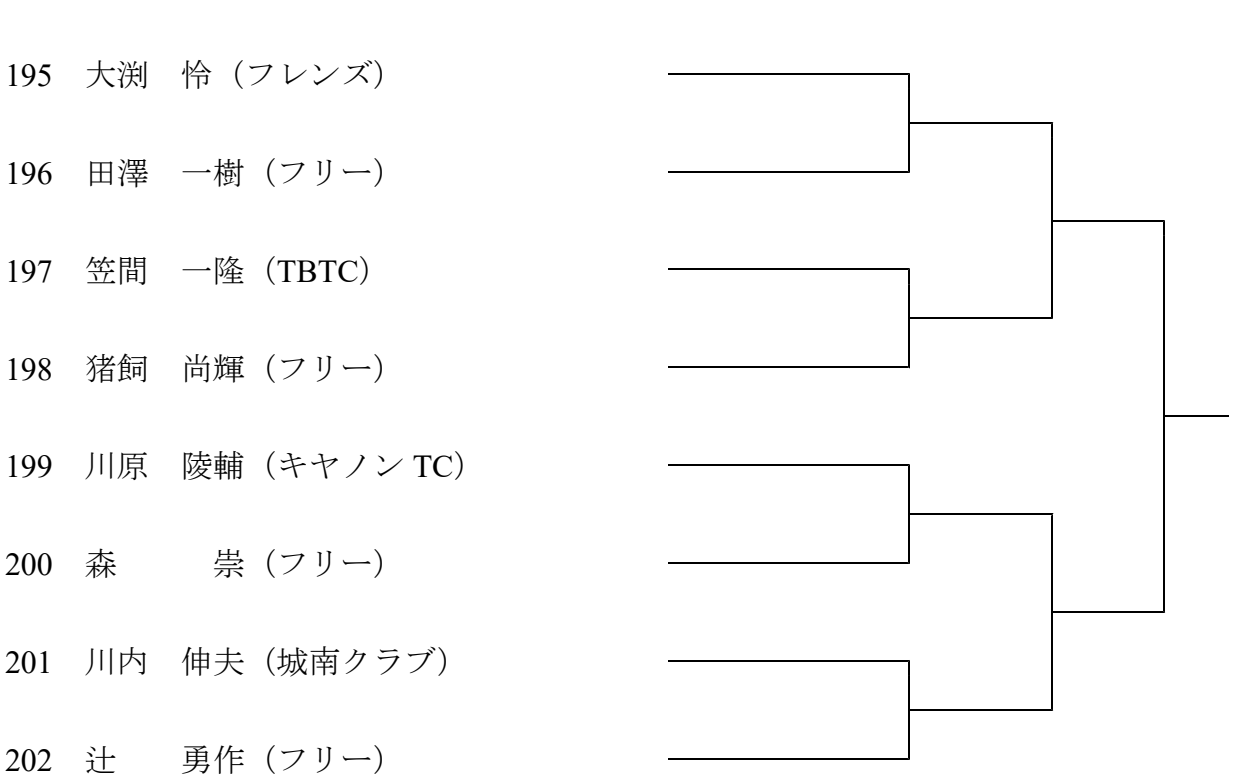 195 大渕 怜（フレンズ）
196 田澤 一樹（フリー）
197 笠間 一隆（TBTC）
198 猪飼 尚輝（フリー）
199 川原 陵輔（キヤノン TC）
200 森 崇（フリー）
201 川内 伸夫（城南クラブ）
202 辻 勇作（フリー）